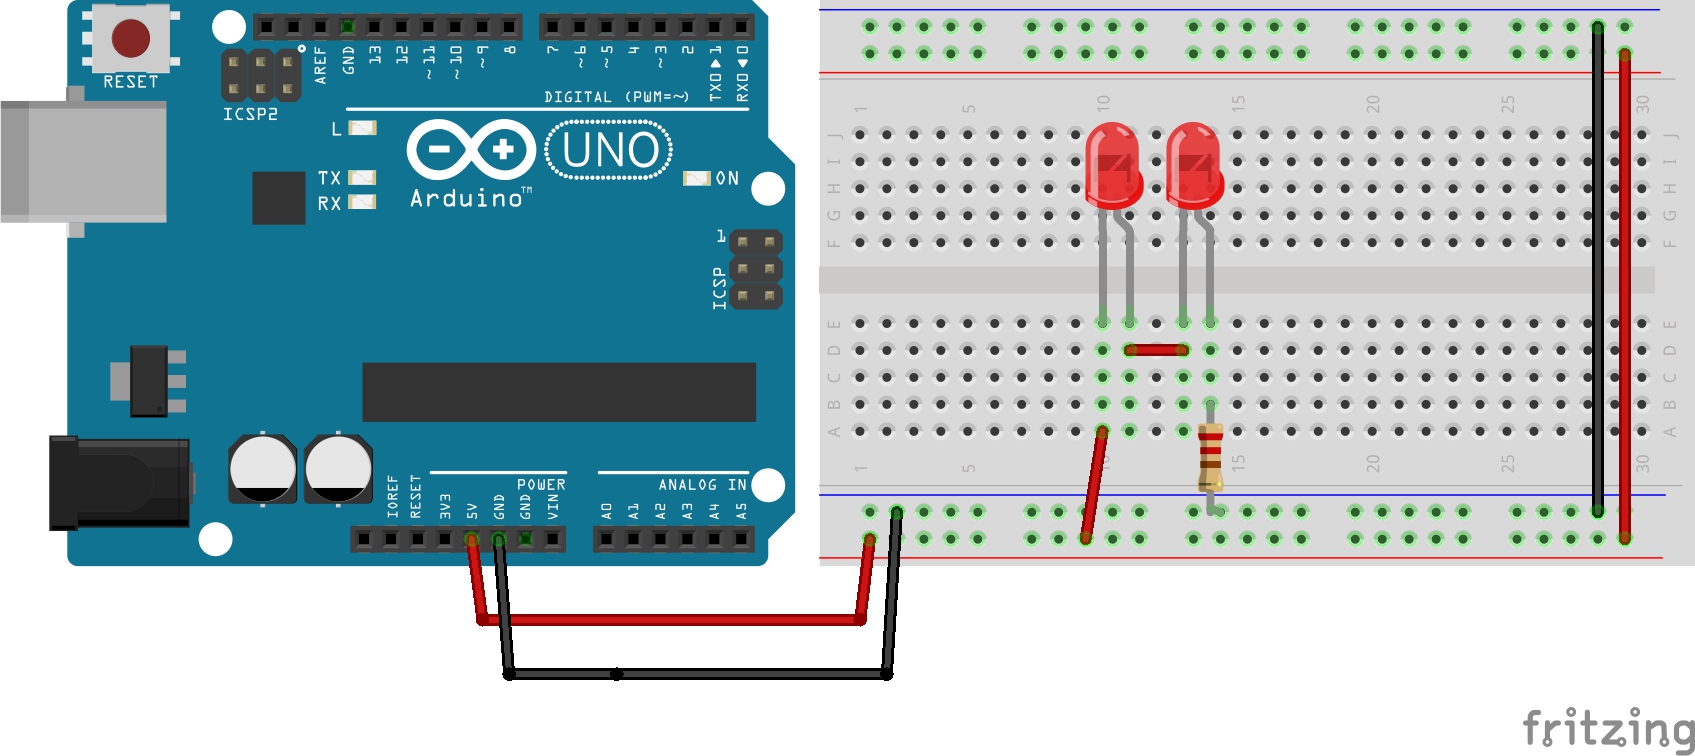 RESET
ICSP2
AREF
GND
13
12
~11
~10
~9
8
7
~6
~5
4
~3
2
TX0 ▶ 1
RX0 ◀ 0
DIGITAL (PWM=~)
L
TX
RX
UNO
Arduino™
ON
1
ICSP
IOREF
RESET
3V3
5V
GND
GND
VIN
POWER
ANALOG IN
A0
A1
A2
A3
A4
A5
1 5 10 15 20 25 30
J J
I I
H H
G G
F F
E E
D D
C C
B B
A A
1 5 10 15 20 25 30
fritzing